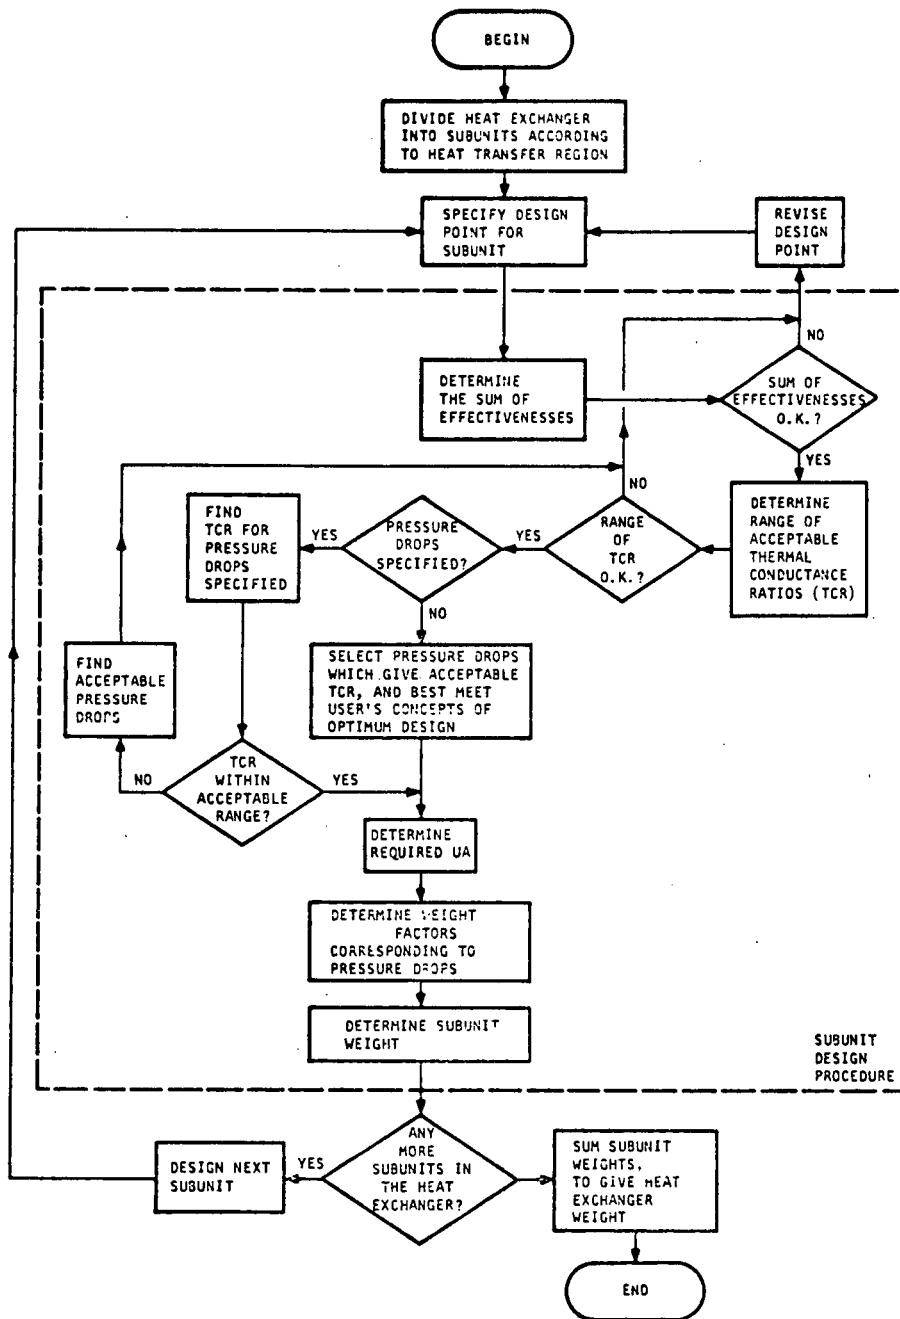 BEGIN
DIVIDE HEAT EXCHANGER
INTO SUBUNITS ACCORDING
TO HEAT TRANSFER REGION
SPECIFY DESIGN
POINT FOR
SUBUNIT
REVISE
DESIGN
POINT
NO
DETERMINE
THE SUM OF
EFFECTIVENESSES
SUM OF
EFFECTIVENESSES
O.K.?
YES
DETERMINE
RANGE OF
ACCEPTABLE
THERMAL
CONDUCTANCE
RATIOS (TCR)
NO
RANGE
OF
TCR
O.K.?
YES
PRESSURE
DROPS
SPECIFIED?
YES
FIND
TCR FOR
PRESSURE
DROPS
SPECIFIED
NO
SELECT PRESSURE DROPS
WHICH GIVE ACCEPTABLE
TCR, AND BEST MEET
USER'S CONCEPTS OF
OPTIMUM DESIGN
FIND
ACCEPTABLE
PRESSURE
DROPS
NO
TCR
WITHIN
ACCEPTABLE
RANGE?
YES
DETERMINE
REQUIRED UA
DETERMINE WEIGHT
FACTORS
CORRESPONDING TO
PRESSURE DROPS
DETERMINE SUBUNIT
WEIGHT
SUBUNIT
DESIGN
PROCEDURE
ANY
MORE
SUBUNITS IN
THE HEAT
EXCHANGER?
YES
DESIGN NEXT
SUBUNIT
SUM SUBUNIT
WEIGHTS,
TO GIVE HEAT
EXCHANGER
WEIGHT
END